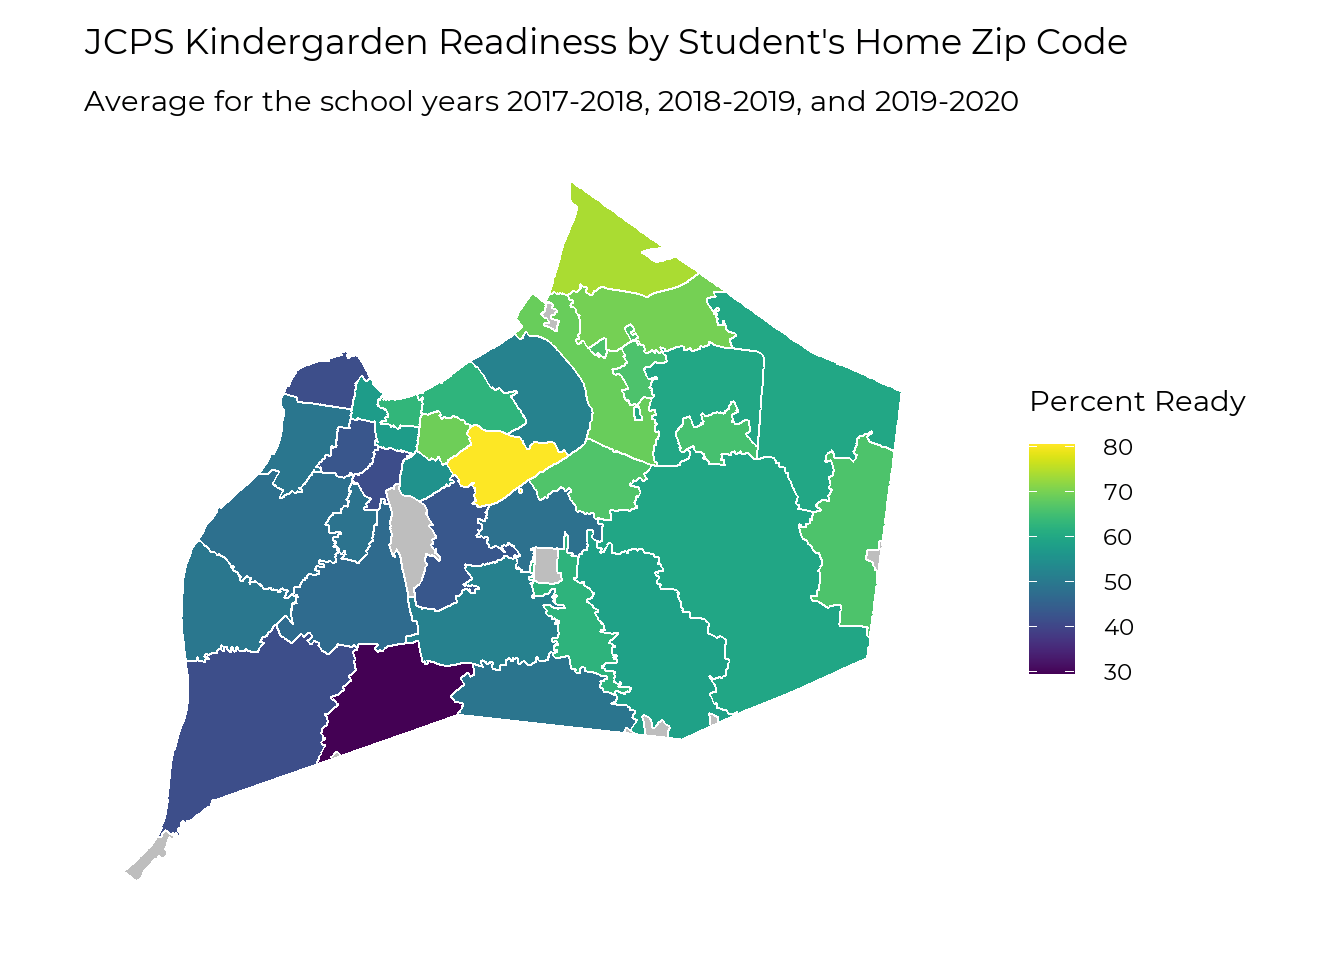 JCPS Kindergarden Readiness by Student's Home Zip Code
Average for the school years 2017-2018, 2018-2019, and 2019-2020
Percent Ready
80
70
60
50
40
30